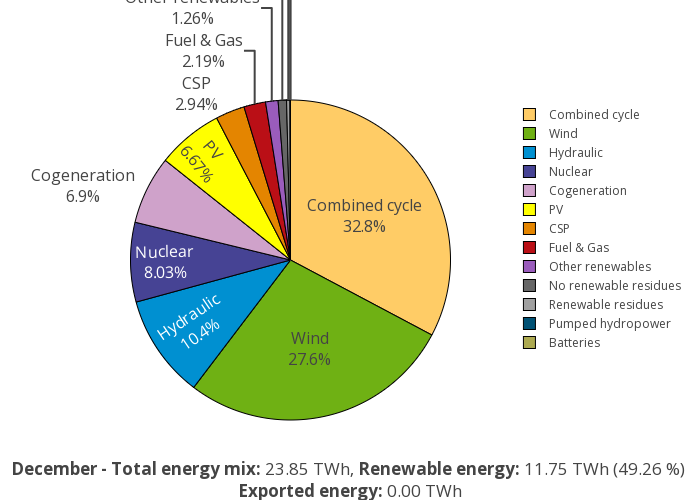 Other renewables
1.26%
Fuel & Gas
2.19%
CSP
2.94%
PV
6.67%
Cogeneration
6.9%
Nuclear
8.03%
Hydraulic
10.4%
Combined cycle
32.8%
Wind
27.6%
Combined cycle
Wind
Hydraulic
Nuclear
Cogeneration
PV
CSP
Fuel & Gas
Other renewables
No renewable residues
Renewable residues
Pumped hydropower
Batteries
December - Total energy mix: 23.85 TWh, Renewable energy: 11.75 TWh (49.26 %)
Exported energy: 0.00 TWh